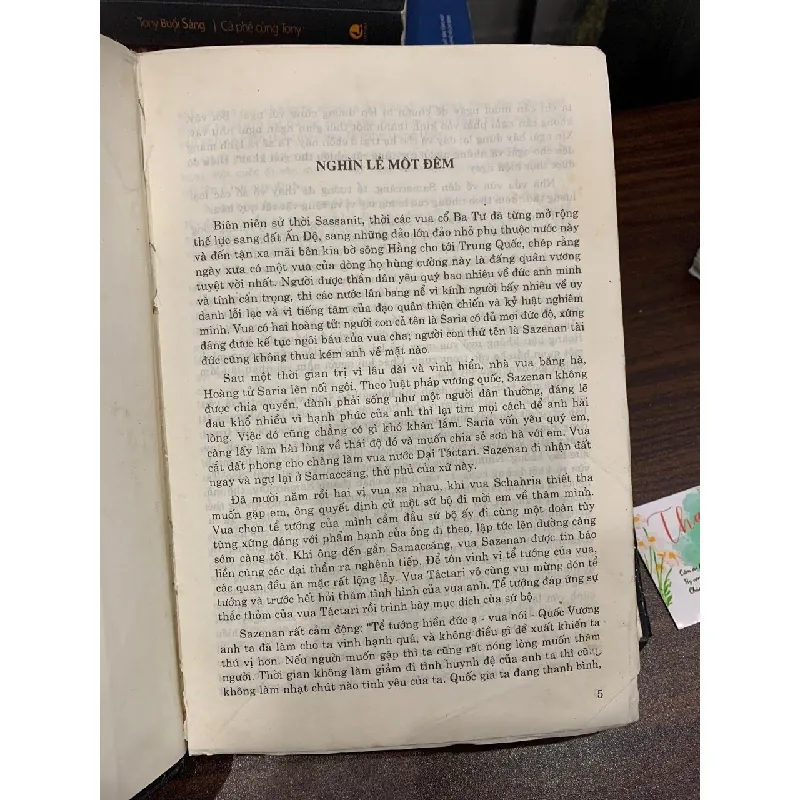 Tony Buổi Sáng | Cà phê cùng Tony
NGHÌN LẺ MỘT ĐÊM
Biên niên sử thời Sassanit, thời các vua cổ Ba Tư đã từng mở rộng
thế lực sang đất Ấn Độ, sang những đảo lớn đảo nhỏ phụ thuộc nước này
và đến tận xa mãi bên kia bờ sông Hằng cho tới Trung Quốc, chép rằng
ngày xưa có một vua của dòng họ hùng cường này là đấng quân vương
tuyệt vời nhất. Người được thần dân yêu quý bao nhiêu về đức anh minh
và tính cẩn trọng, thì các nước lân bang nể vì kính người bấy nhiêu về uy
danh lỗi lạc và vì tiếng tăm của đạo quân thiện chiến và kỷ luật nghiêm
minh. Vua có hai hoàng tử: người con cả tên là Saria có đủ mọi đức độ, xứng
đáng được kế tục ngôi báu của vua cha; người con thứ tên là Sazenan tài
đức cũng không thua kém anh về mặt nào
Sau một thời gian trị vì lâu dài và vinh hiển, nhà vua băng hà,
Hoàng tử Saria lên nối ngôi. Theo luật pháp vương quốc, Sazenan không
được chia quyền, đành phải sống như một người dân thường, đáng lẽ
đau khổ nhiều vì hạnh phúc của anh thì lại tìm mọi cách để anh hài
lòng. Việc đó cũng chẳng có gì khó khăn lắm. Saria vốn yêu quý em,
càng lấy làm hài lòng về thái độ đó và muốn chia sẻ sơn hà với em. Vua
cắt đất phong cho chàng làm vua nước Đại Táctari. Sazenan đi nhận đất
ngay và ngự lại ở Samaccăng, thủ phủ của xứ này.
Đã mười năm rồi hai vị vua xa nhau, khi vua Schahria thiết tha
muốn gặp em, ông quyết định cử một sứ bộ đi mời em về thăm mình.
Vua chọn tể tướng của mình cầm đầu sứ bộ ấy đi cùng một đoàn tùy
tùng xứng đáng với phẩm hạnh của ông đi theo, lập tức lên đường càng
sớm càng tốt. Khi ông đến gần Samaccăng, vua Sazenan được tin báo
liền cùng các đại thần ra nghênh tiếp. Để tôn vinh vị tể tướng của vua,
các quan đều ăn mặc rất lộng lẫy. Vua Táctari vô cùng vui mừng đón tể
tướng và trước hết hỏi thăm tình hình của vua anh. Tể tướng đáp ứng sự
thắc thỏm của vua Táctari rồi trình bày mục đích của sứ bộ.
Sazenan rất cảm động: "Tể tướng hiền đức ạ - vua nói - Quốc Vương
anh ta đã làm cho ta vinh hạnh quá, và không điều gì đề xuất khiến ta
thú vị hơn. Nếu người muốn gặp thì ta cũng rất nóng lòng muốn thăm
người. Thời gian không làm giảm đi tình huynh đệ của anh ta thì cũng
không làm nhạt chút nào tình yêu của ta. Quốc gia ta đang thanh bình,
5